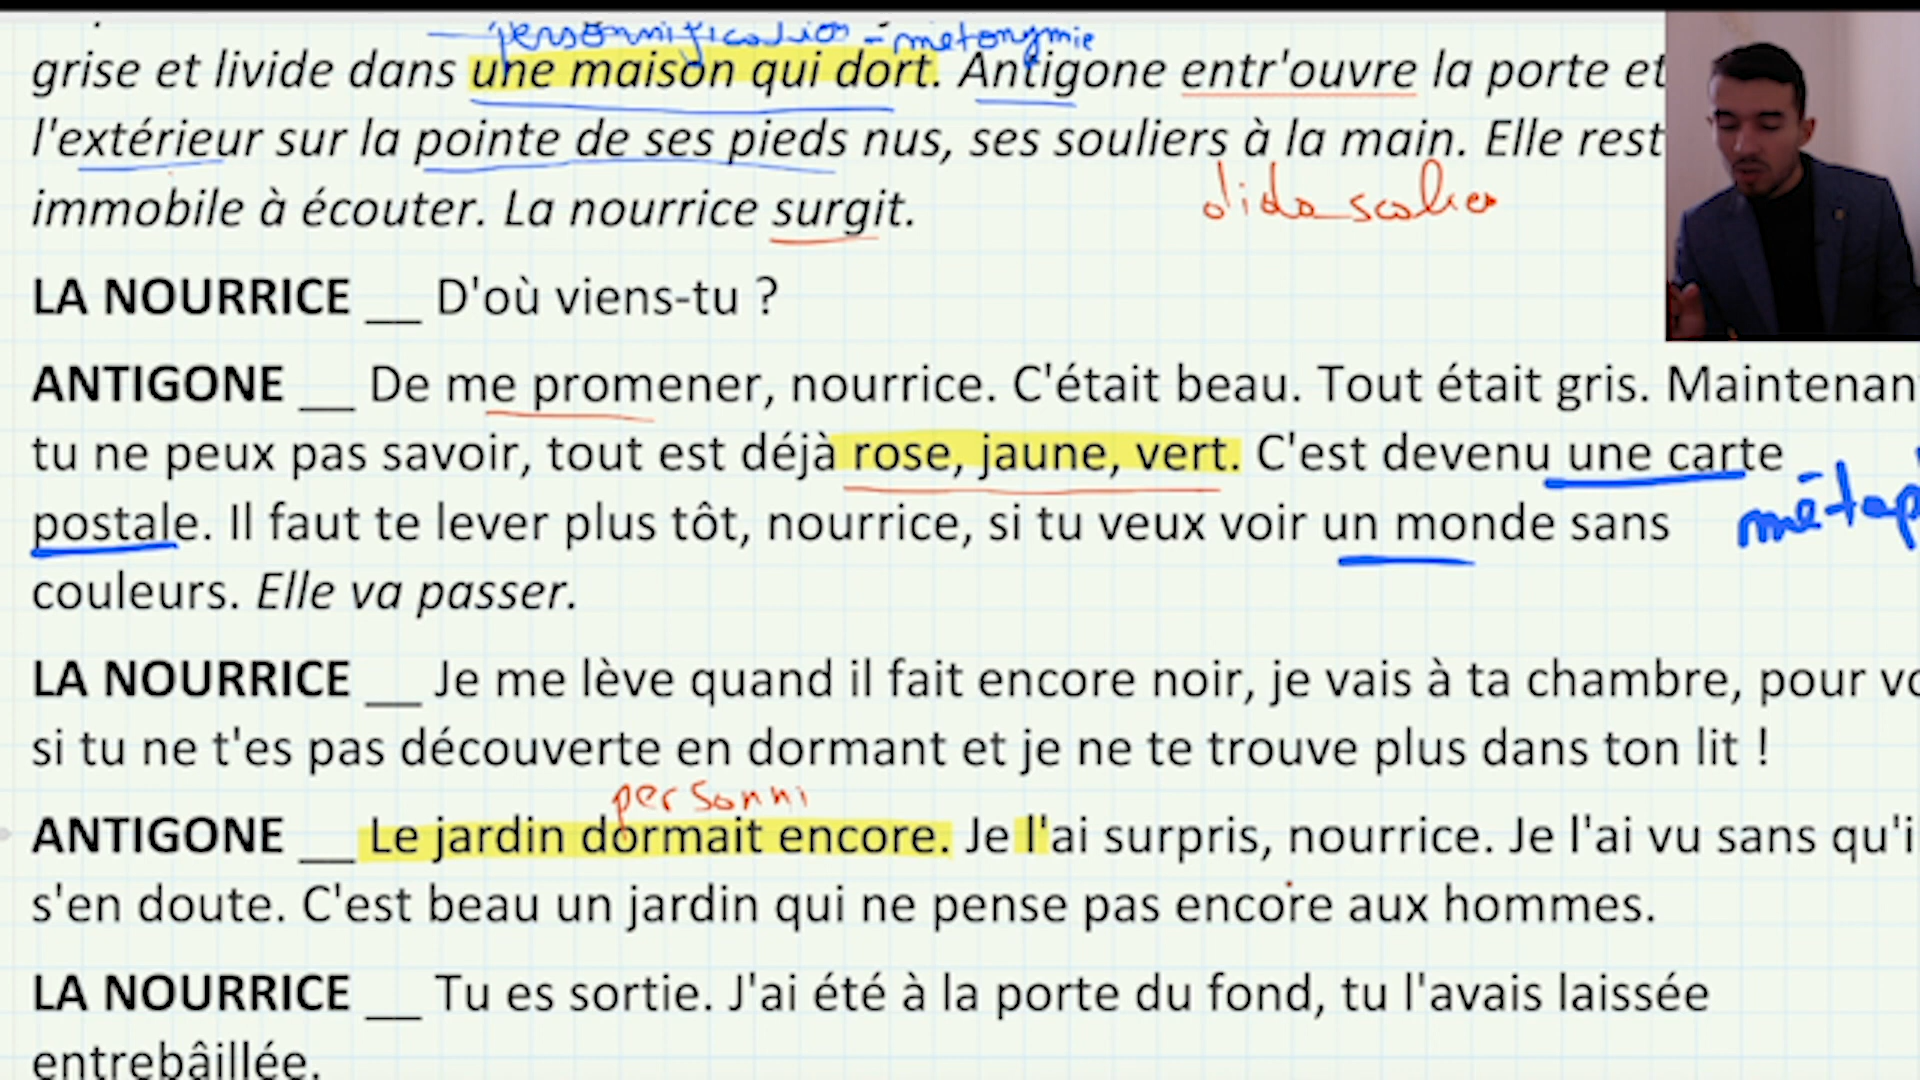 personnification - métonymie
grise et livide dans une maison qui dort. Antigone entr'ouvre la porte et
l'extérieur sur la pointe de ses pieds nus, ses souliers à la main. Elle rest
didascalies
immobile à écouter. La nourrice surgit.
LA NOURRICE __ D'où viens-tu ?
ANTIGONE __ De me promener, nourrice. C'était beau. Tout était gris. Maintenan
tu ne peux pas savoir, tout est déjà rose, jaune, vert. C'est devenu une carte
métap
postale. Il faut te lever plus tôt, nourrice, si tu veux voir un monde sans
couleurs. Elle va passer.
LA NOURRICE __ Je me lève quand il fait encore noir, je vais à ta chambre, pour vo
si tu ne t'es pas découverte en dormant et je ne te trouve plus dans ton lit !
personni
ANTIGONE __ Le jardin dormait encore. Je l'ai surpris, nourrice. Je l'ai vu sans qu'i
s'en doute. C'est beau un jardin qui ne pense pas encore aux hommes.
LA NOURRICE __ Tu es sortie. J'ai été à la porte du fond, tu l'avais laissée
entrebâillée.